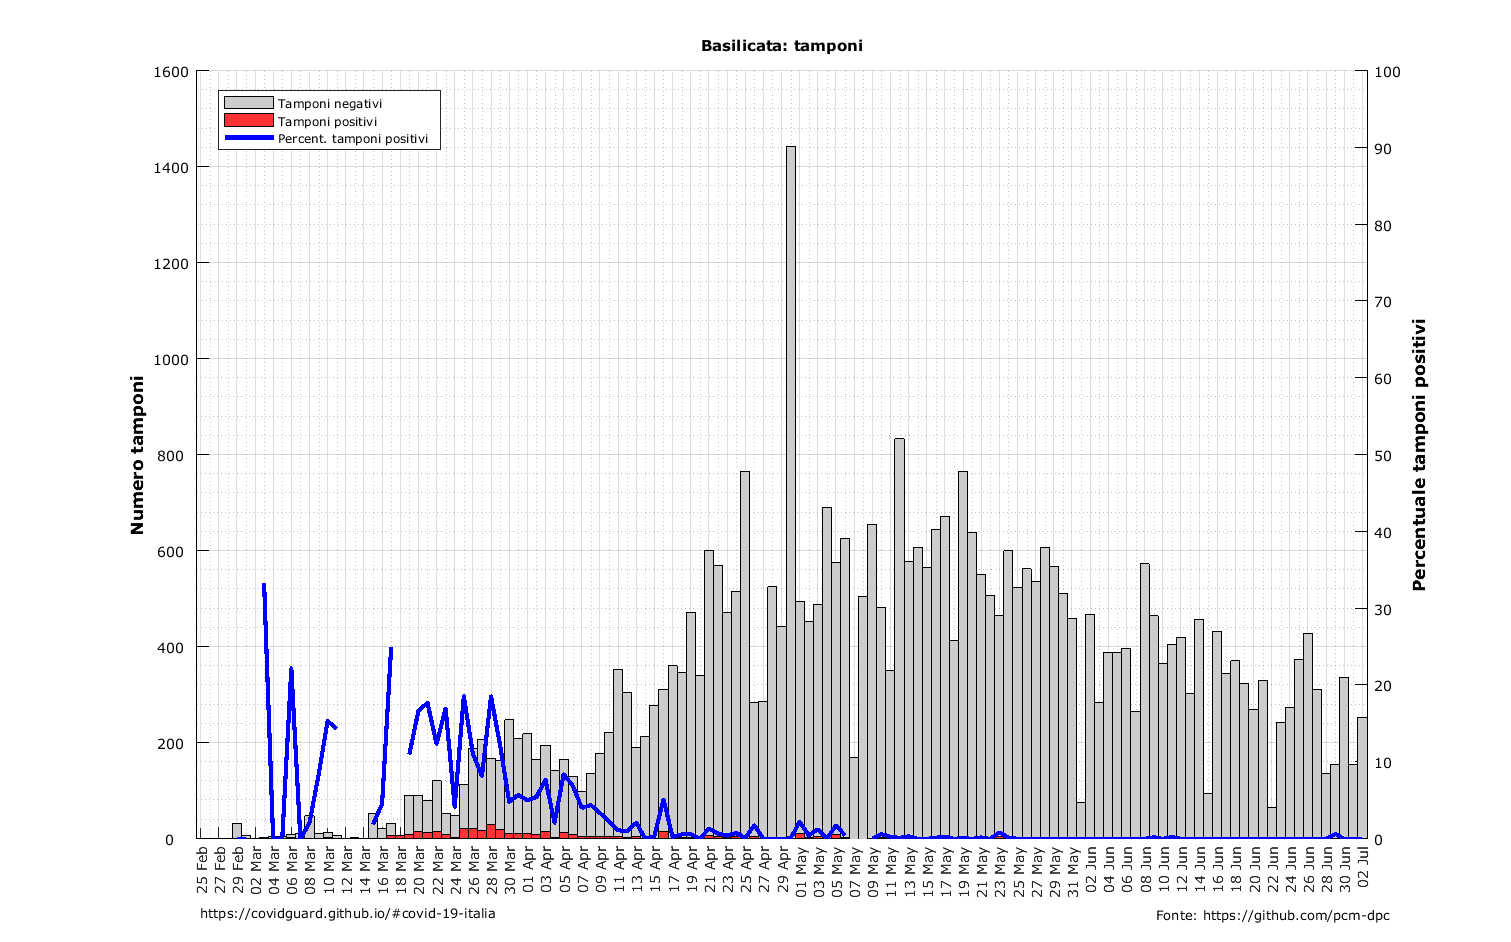 Basilicata: tamponi
Tamponi negativi
Tamponi positivi
Percent. tamponi positivi
Numero tamponi
1600
1400
1200
1000
800
600
400
200
0
Percentuale tamponi positivi
100
90
80
70
60
50
40
30
20
10
0
25 Feb
27 Feb
29 Feb
02 Mar
04 Mar
06 Mar
08 Mar
10 Mar
12 Mar
14 Mar
16 Mar
18 Mar
20 Mar
22 Mar
24 Mar
26 Mar
28 Mar
30 Mar
01 Apr
03 Apr
05 Apr
07 Apr
09 Apr
11 Apr
13 Apr
15 Apr
17 Apr
19 Apr
21 Apr
23 Apr
25 Apr
27 Apr
29 Apr
01 May
03 May
05 May
07 May
09 May
11 May
13 May
15 May
17 May
19 May
21 May
23 May
25 May
27 May
29 May
31 May
02 Jun
04 Jun
06 Jun
08 Jun
10 Jun
12 Jun
14 Jun
16 Jun
18 Jun
20 Jun
22 Jun
24 Jun
26 Jun
28 Jun
30 Jun
02 Jul
https://covidguard.github.io/#covid-19-italia
Fonte: https://github.com/pcm-dpc